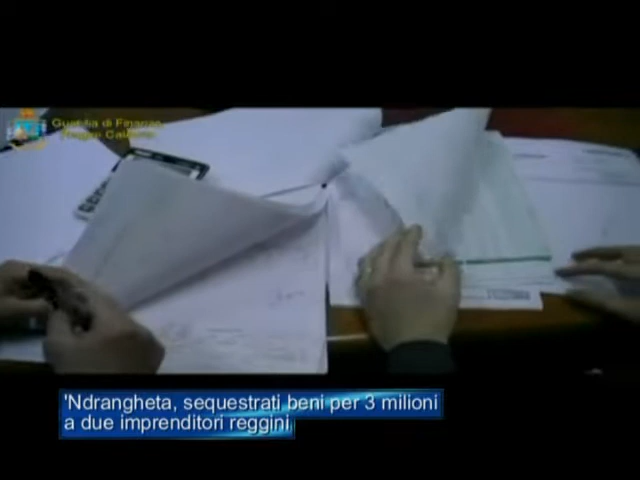 Guardia di Finanza
Reggio Calabria
'Ndrangheta, sequestrati beni per 3 milioni
a due imprenditori reggini